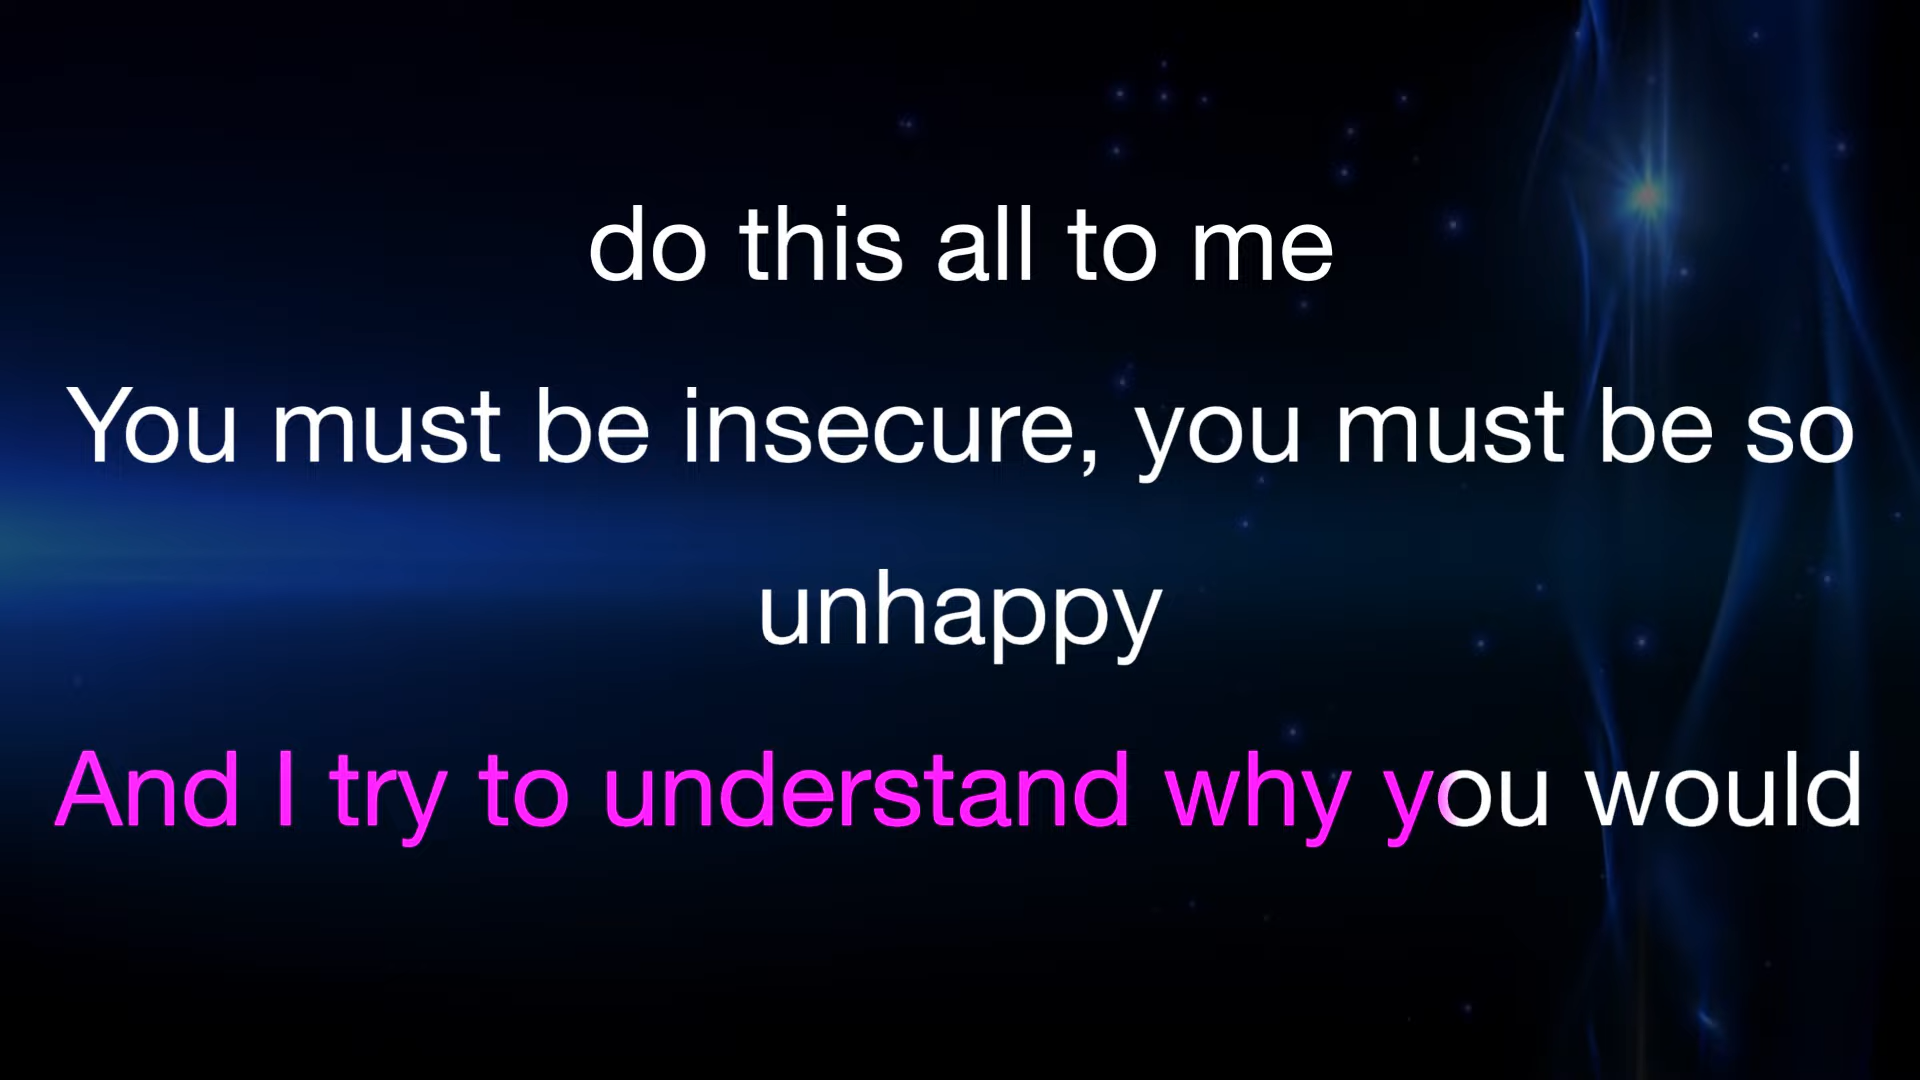 do this all to me
You must be insecure, you must be so
unhappy
And I try to understand why you would